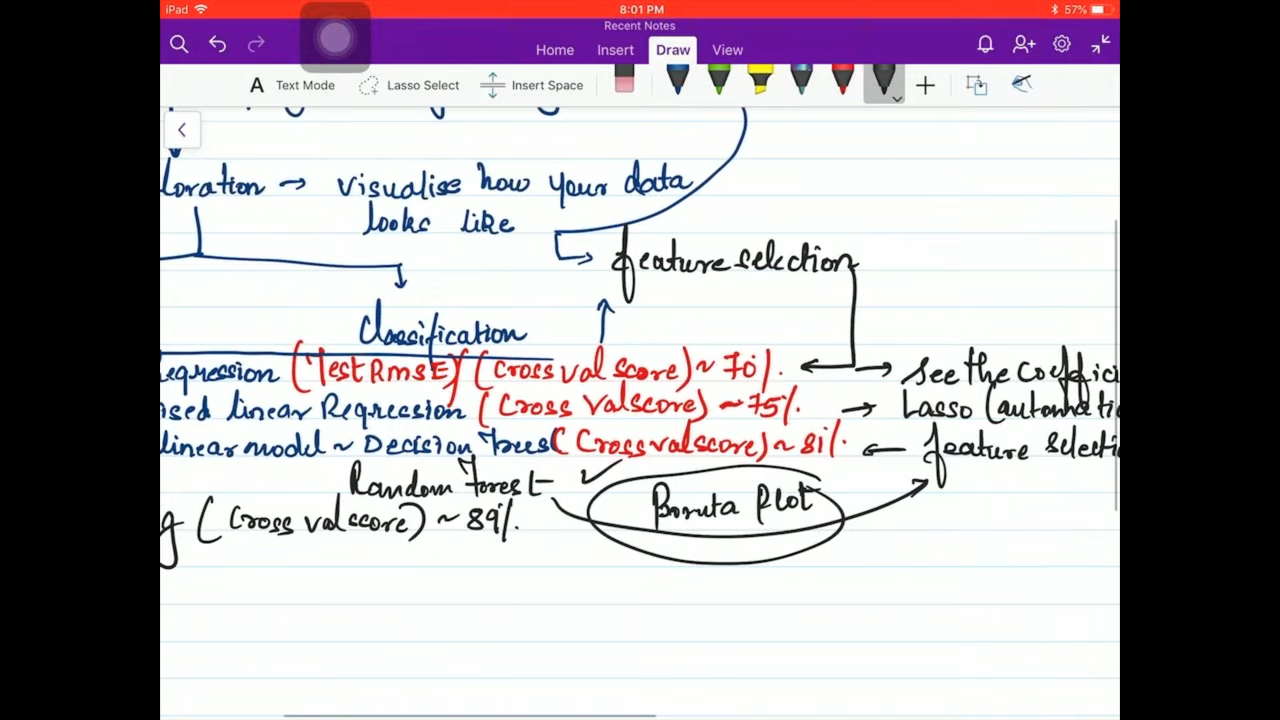 iPad 8:01 PM 57%
Recent Notes
Home Insert Draw View
A Text Mode Lasso Select Insert Space
loration → visualise how your data
looks like
feature selection
Classification
egression (Test RmsE) (Cross val score) ~ 70%. ← → See the Coeffici
ised linear Regression (Cross Valscore) ~ 75%. → Lasso (automatic
linear model ~ Decision Trees (Cross valscore) ~ 81%. ← feature selecti
Random Forest Boruta Plot
g (Cross valscore) ~ 89%.